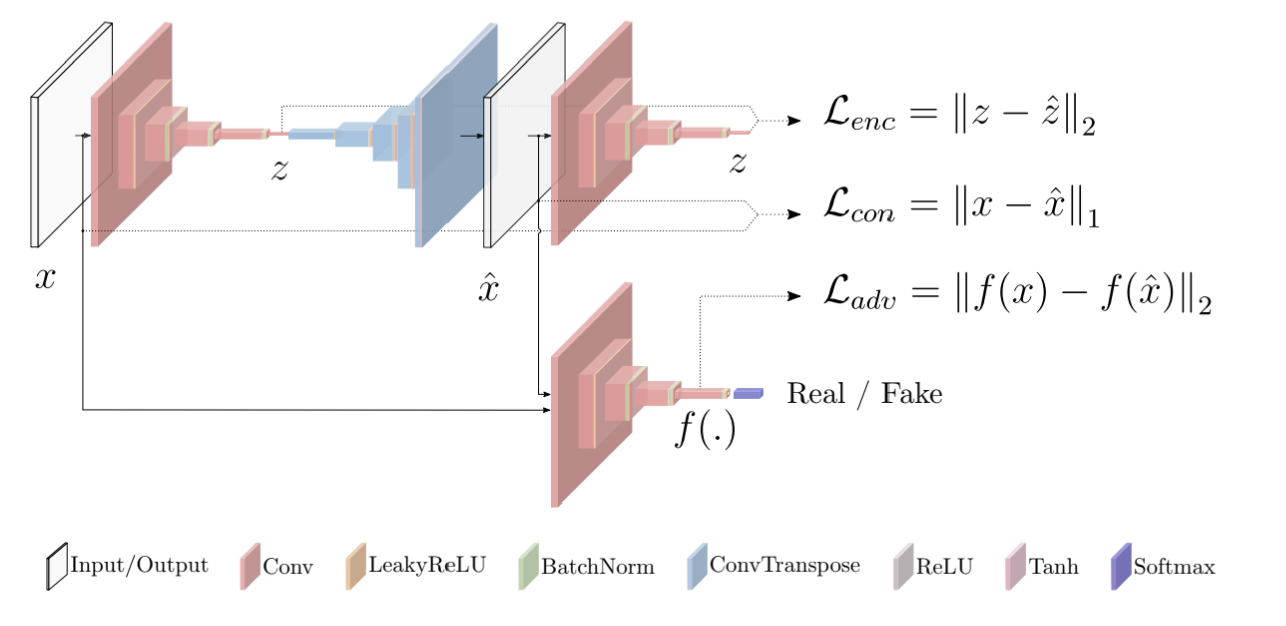 ℒ_enc = ‖z − ẑ‖₂
z
z
ℒ_con = ‖x − x̂‖₁
x
x̂
ℒ_adv = ‖f(x) − f(x̂)‖₂
Real / Fake
f(.)
Input/Output Conv LeakyReLU BatchNorm ConvTranspose ReLU Tanh Softmax